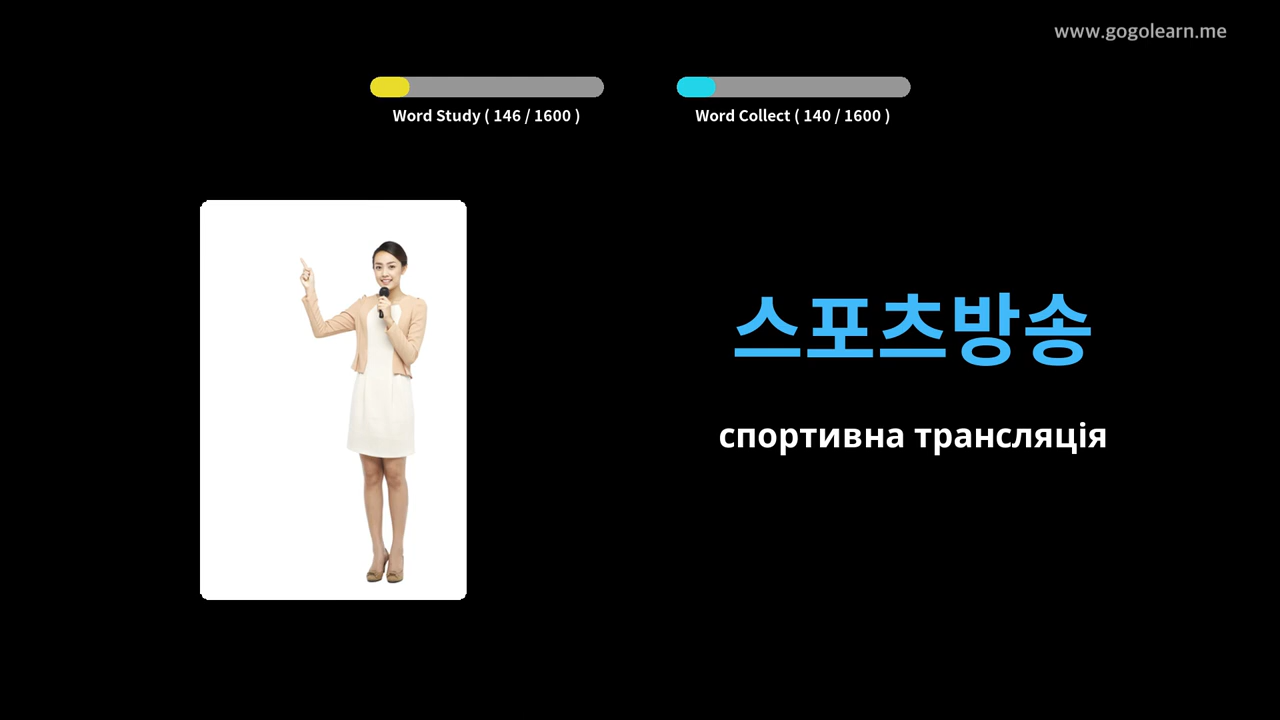 www.gogolearn.me
Word Study ( 146 / 1600 )
Word Collect ( 140 / 1600 )
스포츠방송
спортивна трансляція